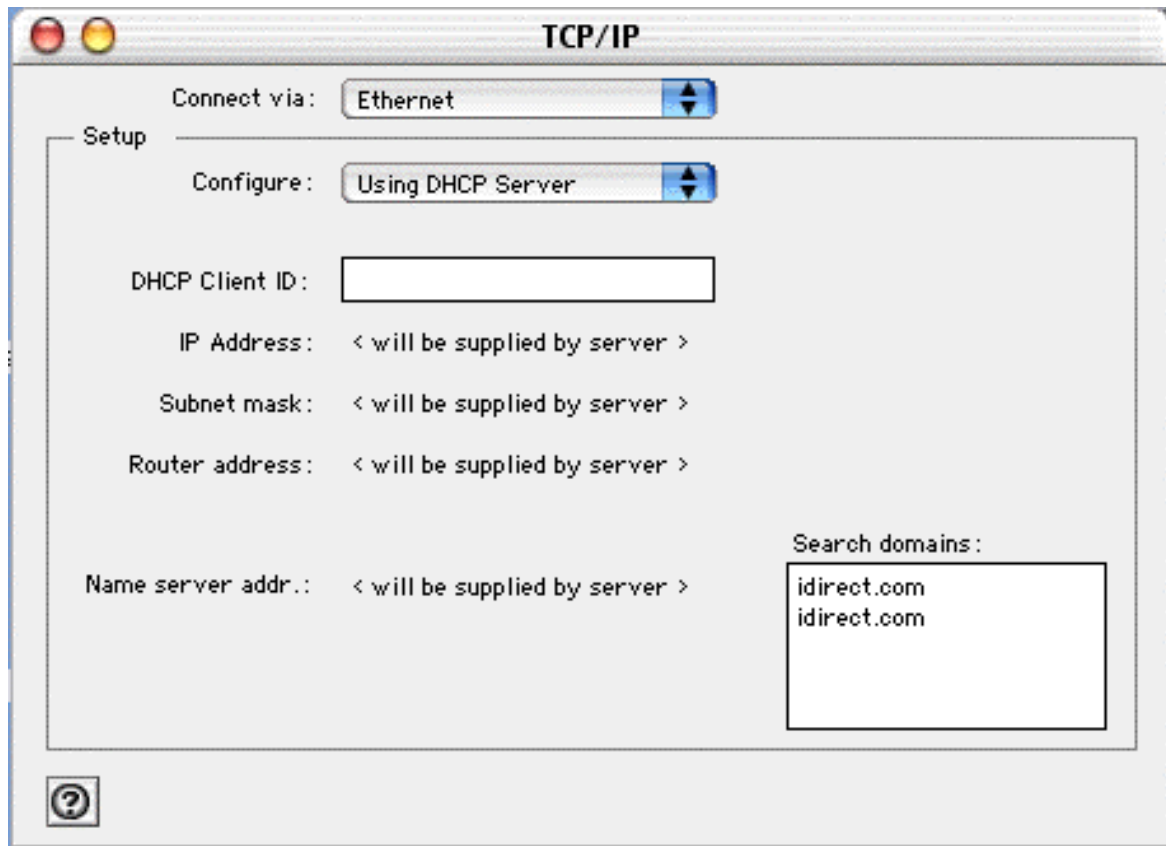 TCP/IP
Connect via: Ethernet
Setup
Configure: Using DHCP Server
DHCP Client ID:
IP Address: < will be supplied by server >
Subnet mask: < will be supplied by server >
Router address: < will be supplied by server >
Search domains:
Name server addr.: < will be supplied by server >
idirect.com
idirect.com
?